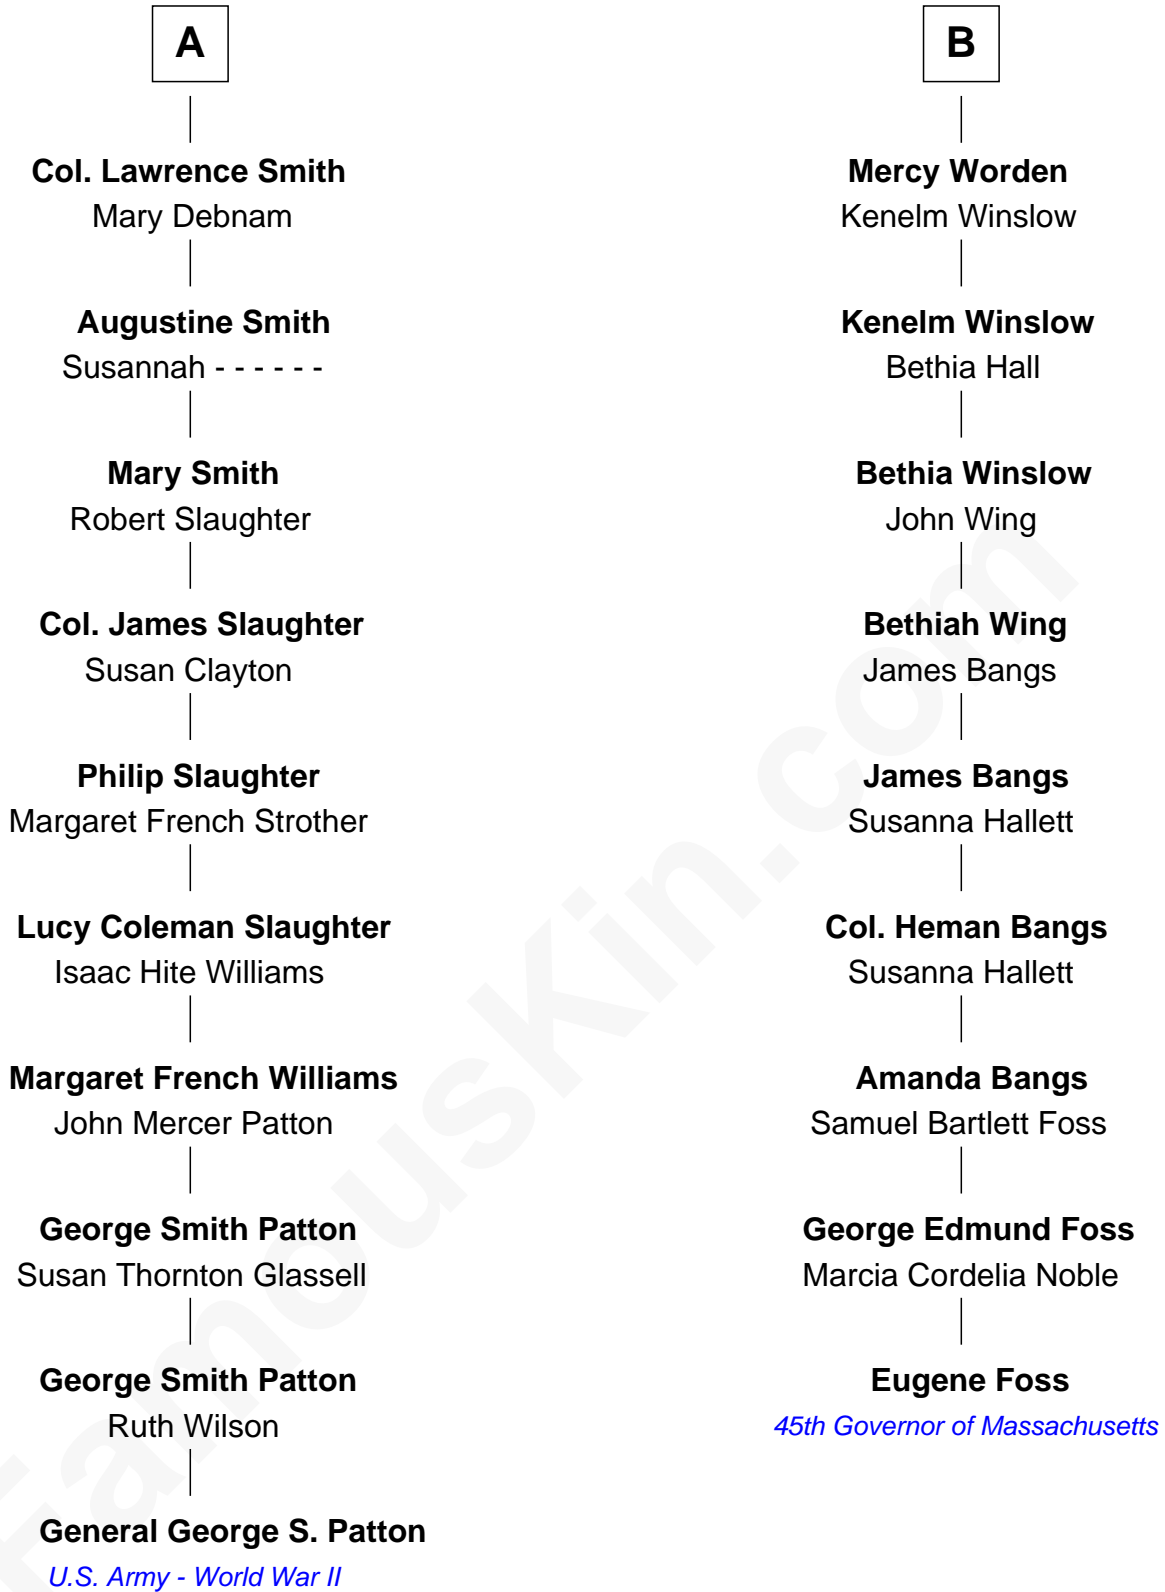 A
Col. Lawrence Smith
Mary Debnam
Augustine Smith
Susannah - - - - - -
Mary Smith
Robert Slaughter
Col. James Slaughter
Susan Clayton
Philip Slaughter
Margaret French Strother
Lucy Coleman Slaughter
Isaac Hite Williams
Margaret French Williams
John Mercer Patton
George Smith Patton
Susan Thornton Glassell
George Smith Patton
Ruth Wilson
General George S. Patton
U.S. Army - World War II
B
Mercy Worden
Kenelm Winslow
Kenelm Winslow
Bethia Hall
Bethia Winslow
John Wing
Bethiah Wing
James Bangs
James Bangs
Susanna Hallett
Col. Heman Bangs
Susanna Hallett
Amanda Bangs
Samuel Bartlett Foss
George Edmund Foss
Marcia Cordelia Noble
Eugene Foss
45th Governor of Massachusetts
FamousKin.com